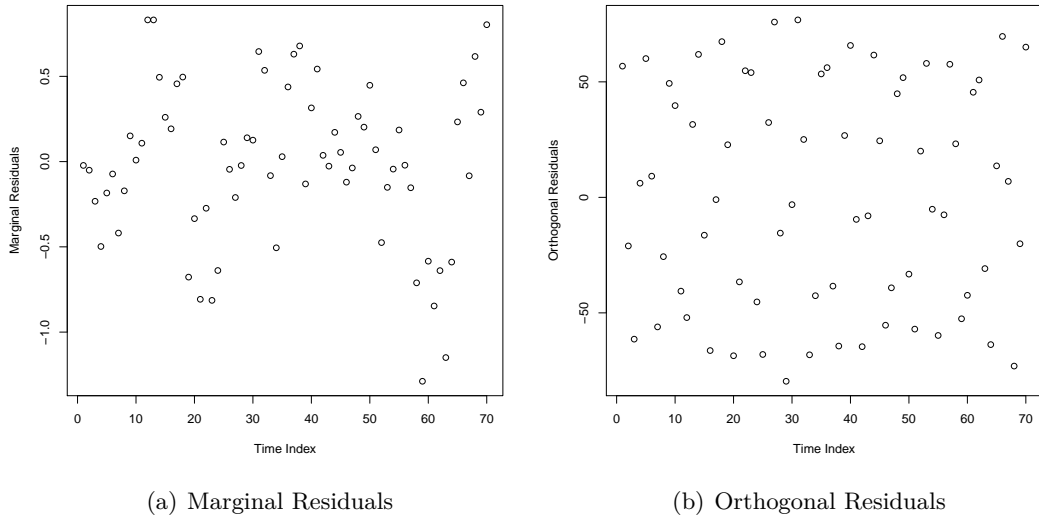 0.5
0.0
−0.5
−1.0
Marginal Residuals
0 10 20 30 40 50 60 70
Time Index
(a) Marginal Residuals
50
0
−50
Orthogonal Residuals
0 10 20 30 40 50 60 70
Time Index
(b) Orthogonal Residuals